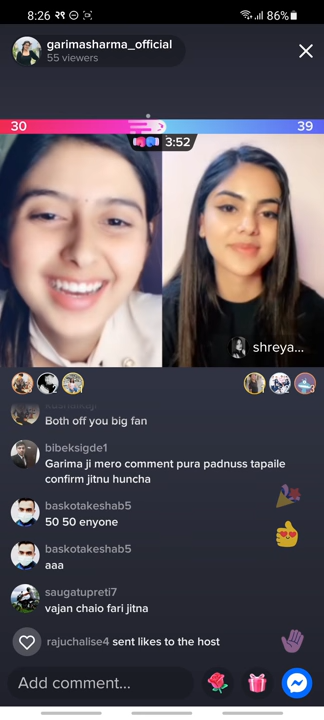 8:26 २९ 86%
garimasharma_official
55 viewers
30 39
3:52
shreya...
Both off you big fan
bibeksigde1
Garima ji mero comment pura padnuss tapaile
confirm jitnu huncha
baskotakeshab5
50 50 enyone
baskotakeshab5
aaa
saugatupreti7
vajan chaio fari jitna
rajuchalise4 sent likes to the host
Add comment...